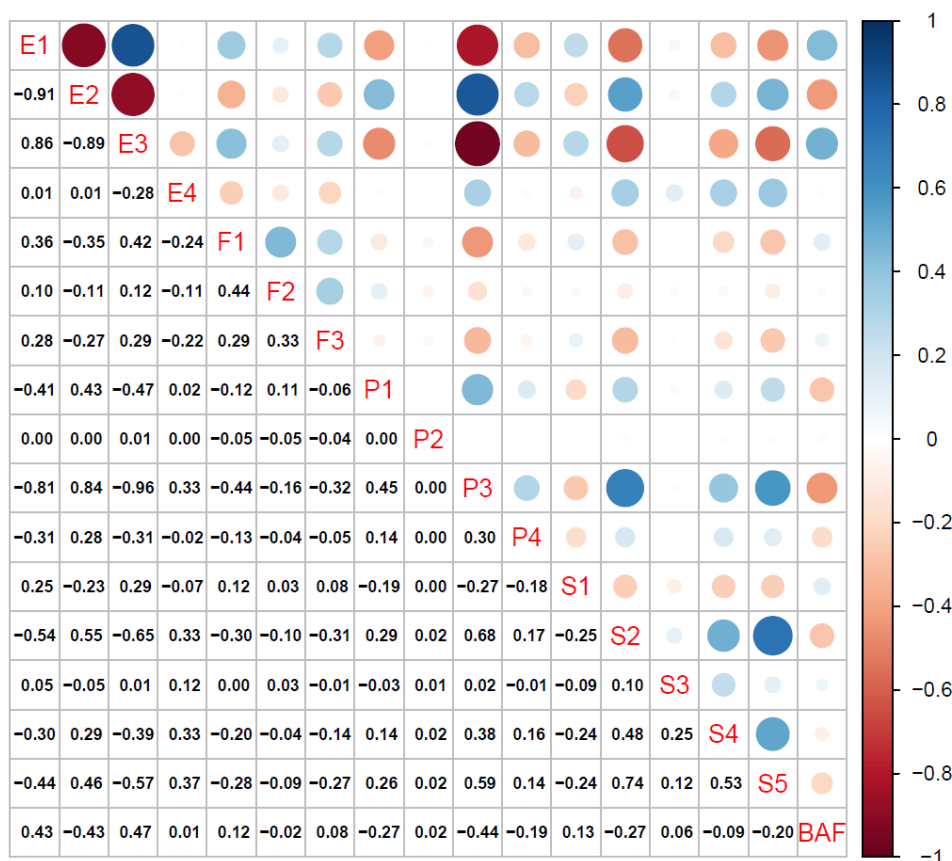 E1
−0.91 E2
0.86 −0.89 E3
0.01 0.01 −0.28 E4
0.36 −0.35 0.42 −0.24 F1
0.10 −0.11 0.12 −0.11 0.44 F2
0.28 −0.27 0.29 −0.22 0.29 0.33 F3
−0.41 0.43 −0.47 0.02 −0.12 0.11 −0.06 P1
0.00 0.00 0.01 0.00 −0.05 −0.05 −0.04 0.00 P2
−0.81 0.84 −0.96 0.33 −0.44 −0.16 −0.32 0.45 0.00 P3
−0.31 0.28 −0.31 −0.02 −0.13 −0.04 −0.05 0.14 0.00 0.30 P4
0.25 −0.23 0.29 −0.07 0.12 0.03 0.08 −0.19 0.00 −0.27 −0.18 S1
−0.54 0.55 −0.65 0.33 −0.30 −0.10 −0.31 0.29 0.02 0.68 0.17 −0.25 S2
0.05 −0.05 0.01 0.12 0.00 0.03 −0.01 −0.03 0.01 0.02 −0.01 −0.09 0.10 S3
−0.30 0.29 −0.39 0.33 −0.20 −0.04 −0.14 0.14 0.02 0.38 0.16 −0.24 0.48 0.25 S4
−0.44 0.46 −0.57 0.37 −0.28 −0.09 −0.27 0.26 0.02 0.59 0.14 −0.24 0.74 0.12 0.53 S5
0.43 −0.43 0.47 0.01 0.12 −0.02 0.08 −0.27 0.02 −0.44 −0.19 0.13 −0.27 0.06 −0.09 −0.20 BAF
1
0.8
0.6
0.4
0.2
0
−0.2
−0.4
−0.6
−0.8
−1